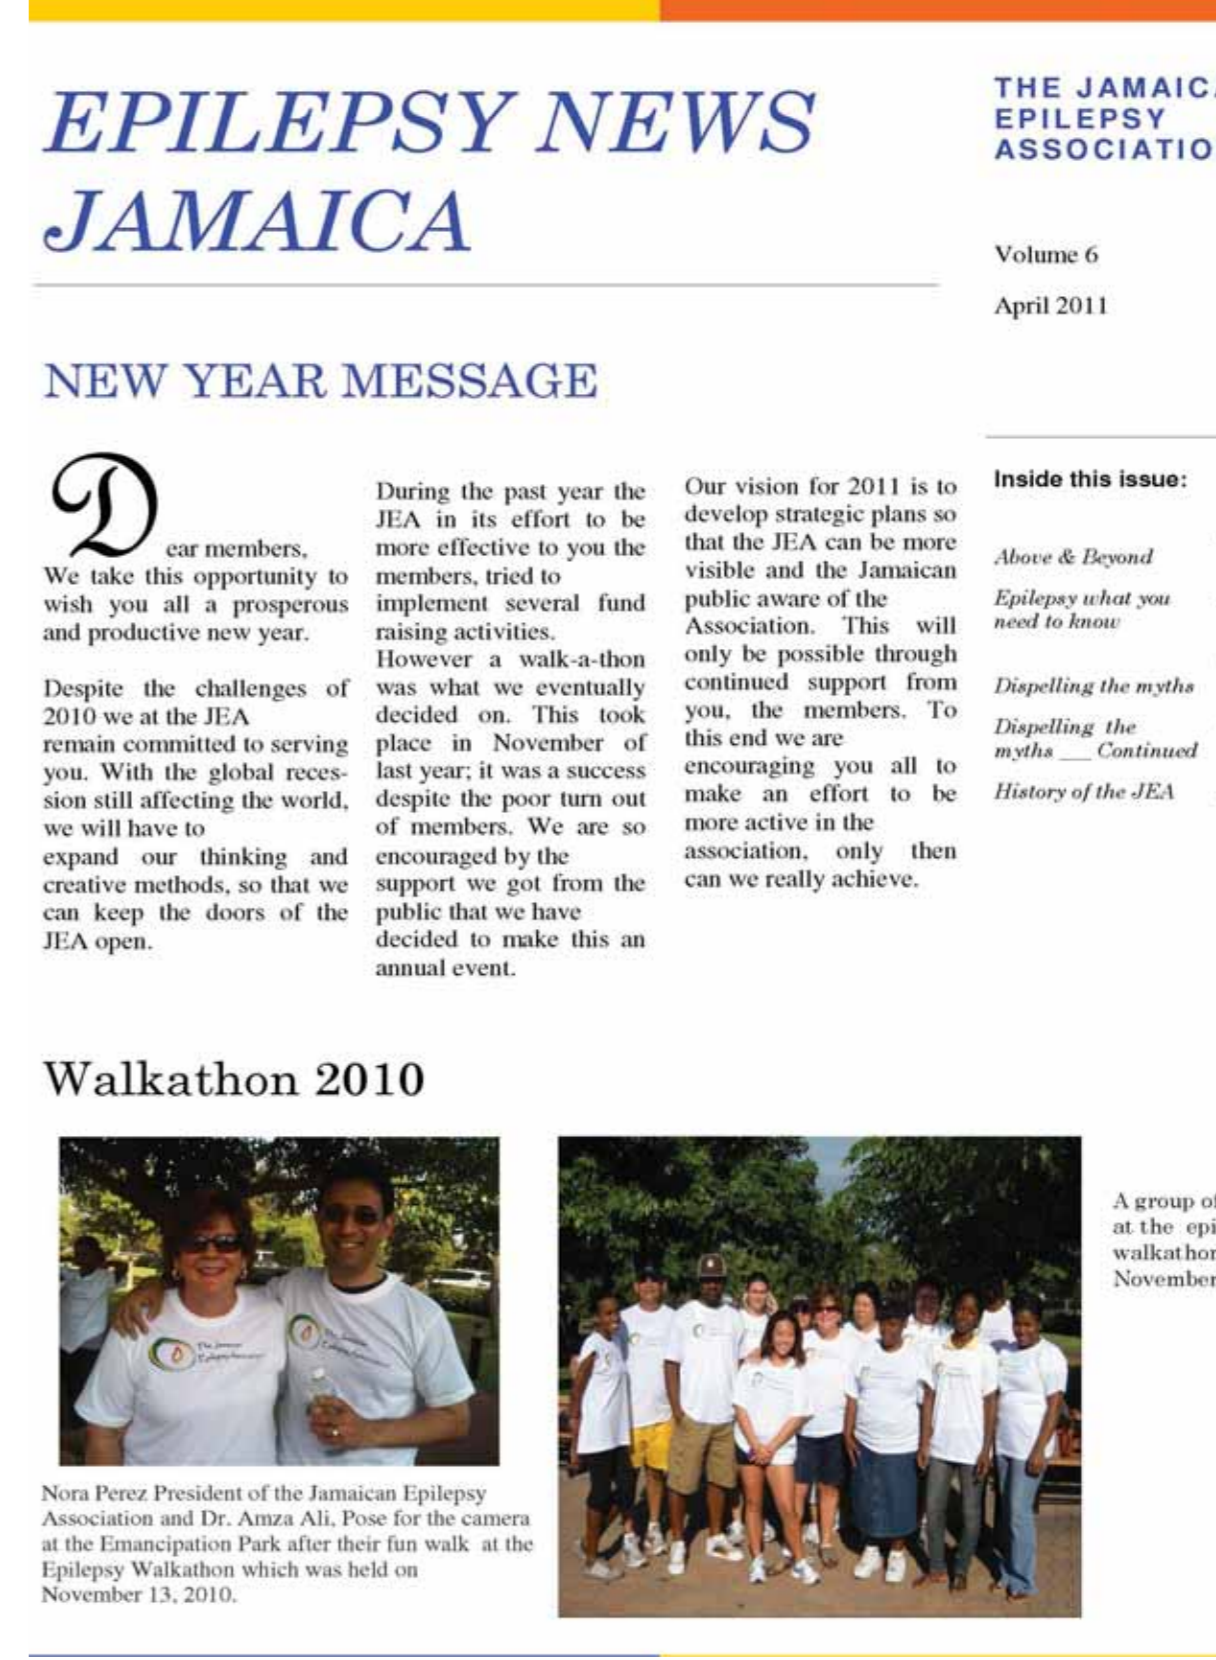 EPILEPSY NEWS
JAMAICA
THE JAMAIC
EPILEPSY
ASSOCIATIO
Volume 6
April 2011
NEW YEAR MESSAGE
Dear members,
We take this opportunity to
wish you all a prosperous
and productive new year.
Despite the challenges of
2010 we at the JEA
remain committed to serving
you. With the global reces-
sion still affecting the world,
we will have to
expand our thinking and
creative methods, so that we
can keep the doors of the
JEA open.
During the past year the
JEA in its effort to be
more effective to you the
members, tried to
implement several fund
raising activities.
However a walk-a-thon
was what we eventually
decided on. This took
place in November of
last year; it was a success
despite the poor turn out
of members. We are so
encouraged by the
support we got from the
public that we have
decided to make this an
annual event.
Our vision for 2011 is to
develop strategic plans so
that the JEA can be more
visible and the Jamaican
public aware of the
Association. This will
only be possible through
continued support from
you, the members. To
this end we are
encouraging you all to
make an effort to be
more active in the
association, only then
can we really achieve.
Inside this issue:
Above & Beyond
Epilepsy what you
need to know
Dispelling the myths
Dispelling the
myths __ Continued
History of the JEA
Walkathon 2010
The Jamaican
Epilepsy Association
Nora Perez President of the Jamaican Epilepsy
Association and Dr. Amza Ali, Pose for the camera
at the Emancipation Park after their fun walk at the
Epilepsy Walkathon which was held on
November 13, 2010.
A group of
at the epi
walkathon
November